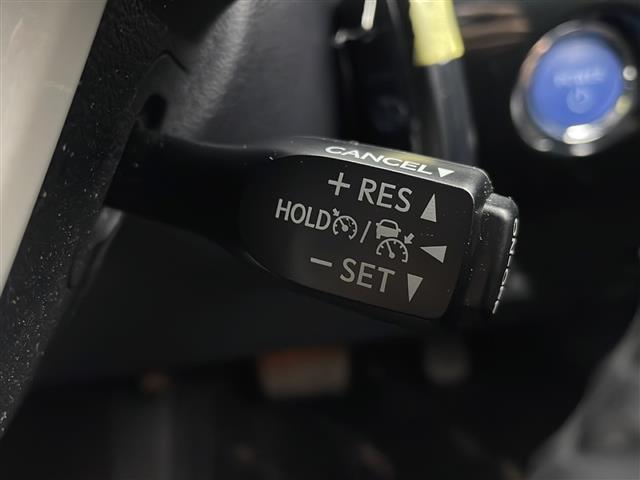 CANCEL▼
+ RES ▲
HOLD /
− SET ▼